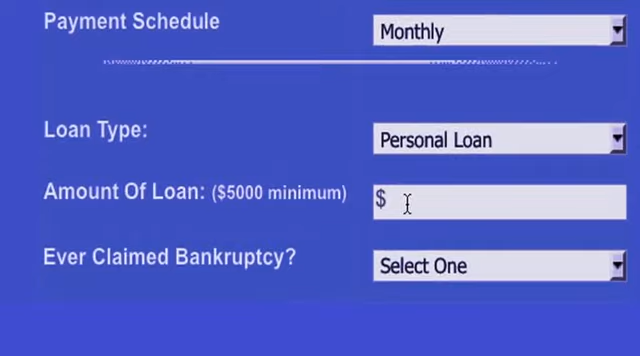 Payment Schedule Monthly
Loan Type: Personal Loan
Amount Of Loan: ($5000 minimum) $
Ever Claimed Bankruptcy? Select One